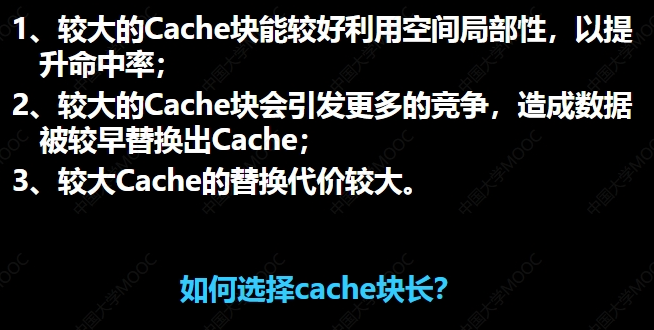 1、较大的Cache块能较好利用空间局部性，以提
升命中率；
2、较大的Cache块会引发更多的竞争，造成数据
被较早替换出Cache；
3、较大Cache的替换代价较大。
如何选择cache块长？